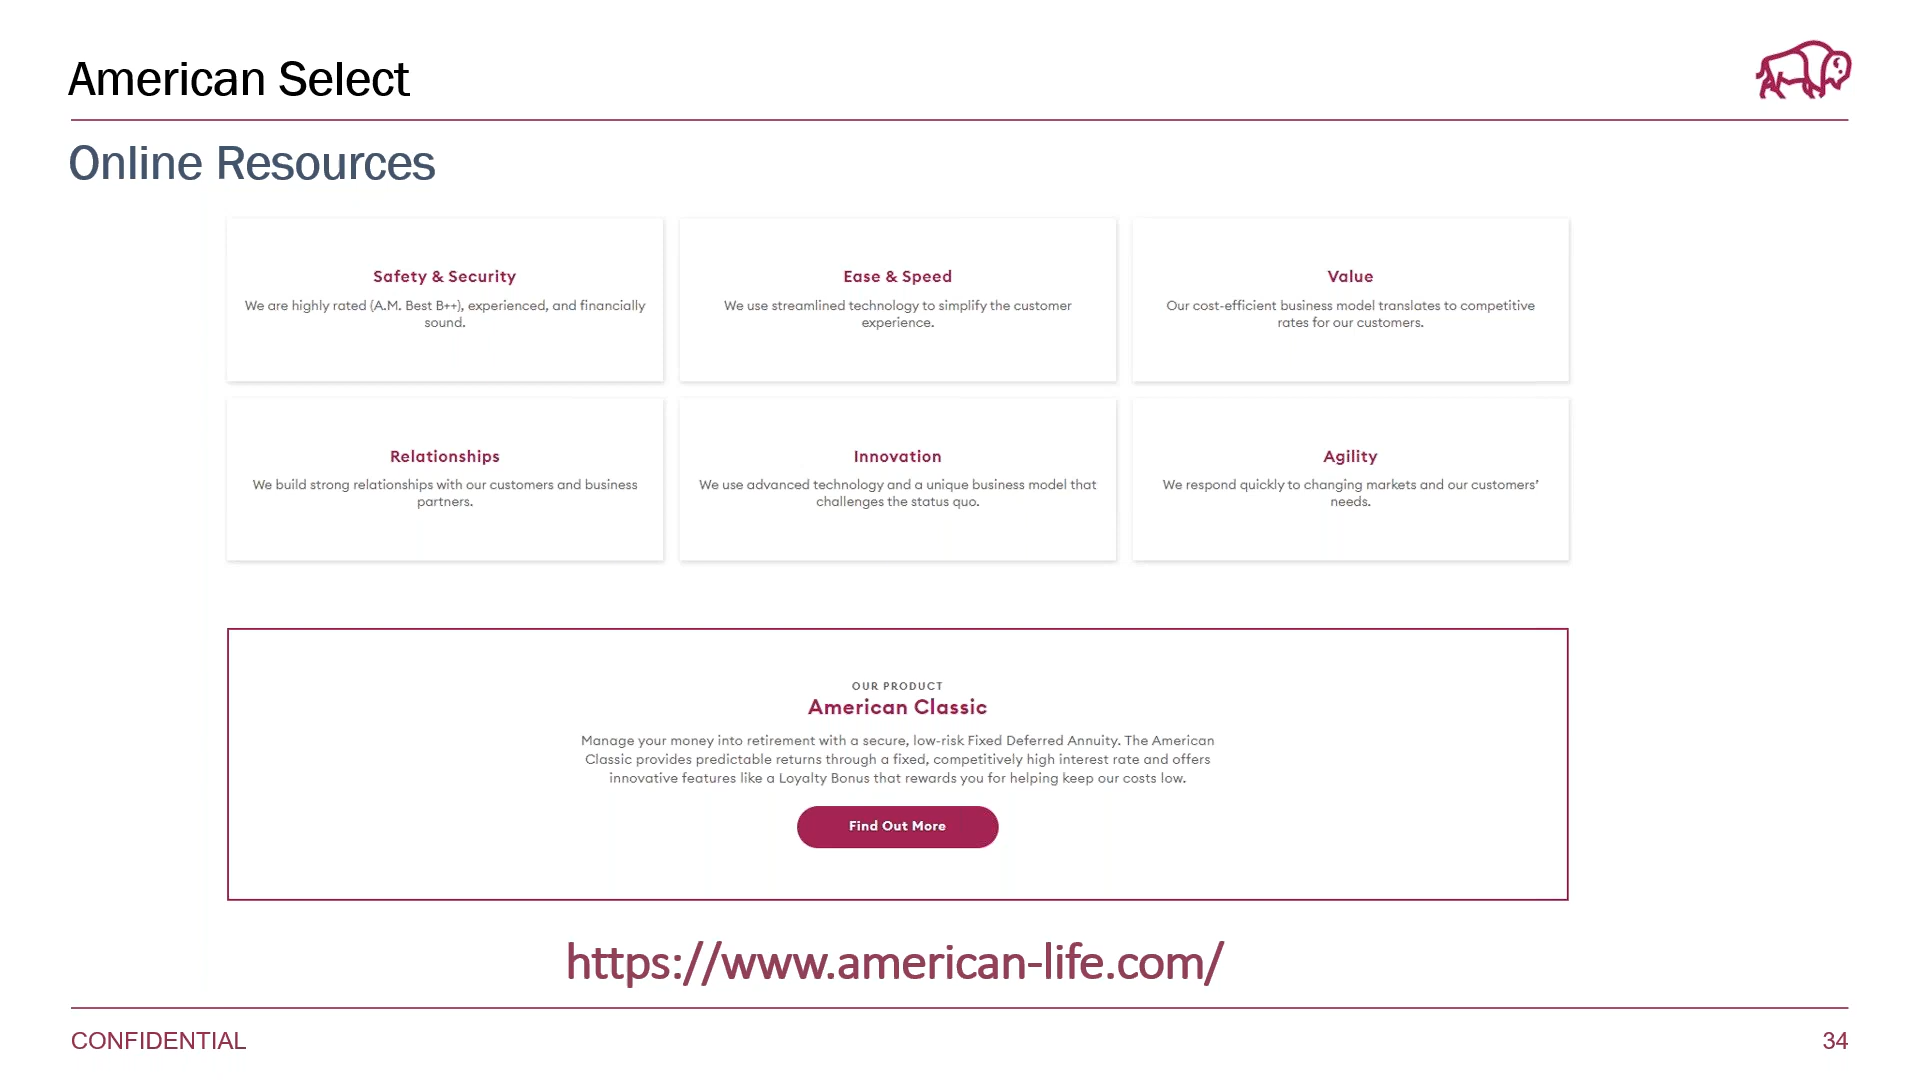 American Select
Online Resources
Safety & Security
We are highly rated (A.M. Best B++), experienced, and financially
sound.
Ease & Speed
We use streamlined technology to simplify the customer
experience.
Value
Our cost-efficient business model translates to competitive
rates for our customers.
Relationships
We build strong relationships with our customers and business
partners.
Innovation
We use advanced technology and a unique business model that
challenges the status quo.
Agility
We respond quickly to changing markets and our customers’
needs.
OUR PRODUCT
American Classic
Manage your money into retirement with a secure, low-risk Fixed Deferred Annuity. The American
Classic provides predictable returns through a fixed, competitively high interest rate and offers
innovative features like a Loyalty Bonus that rewards you for helping keep our costs low.
Find Out More
https://www.american-life.com/
CONFIDENTIAL
34